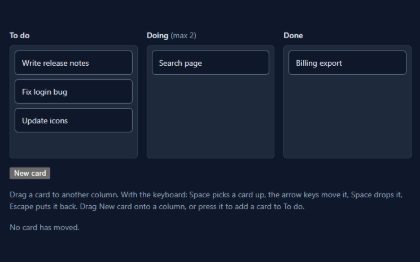 To do
Doing (max 2)
Done
Write release notes
Search page
Billing export
Fix login bug
Update icons
New card
Drag a card to another column. With the keyboard: Space picks a card up, the arrow keys move it, Space drops it,
Escape puts it back. Drag New card onto a column, or press it to add a card to To do.
No card has moved.